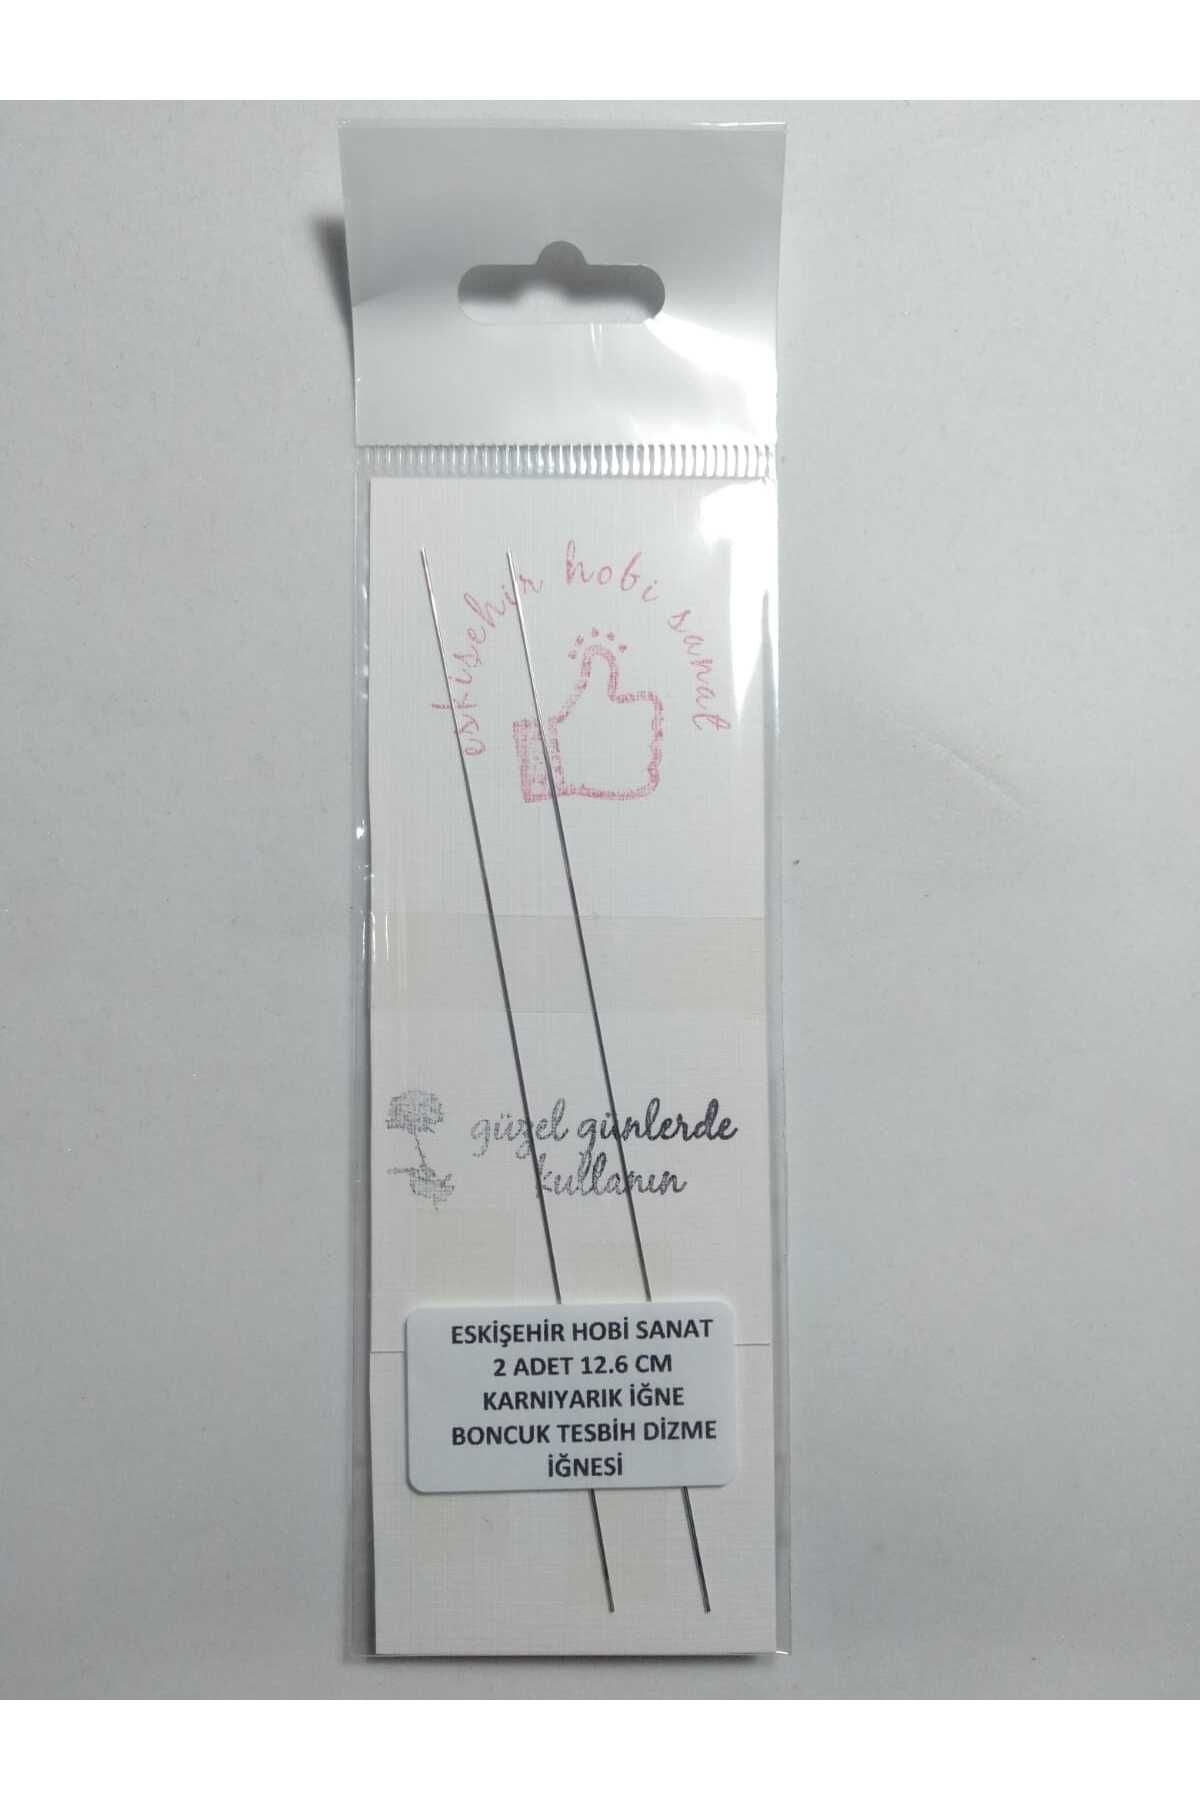 eskişehir hobi sanat
güzel günlerde
kullanın
ESKİŞEHİR HOBİ SANAT
2 ADET 12.6 CM
KARNIYARIK İĞNE
BONCUK TESBİH DİZME
İĞNESİ